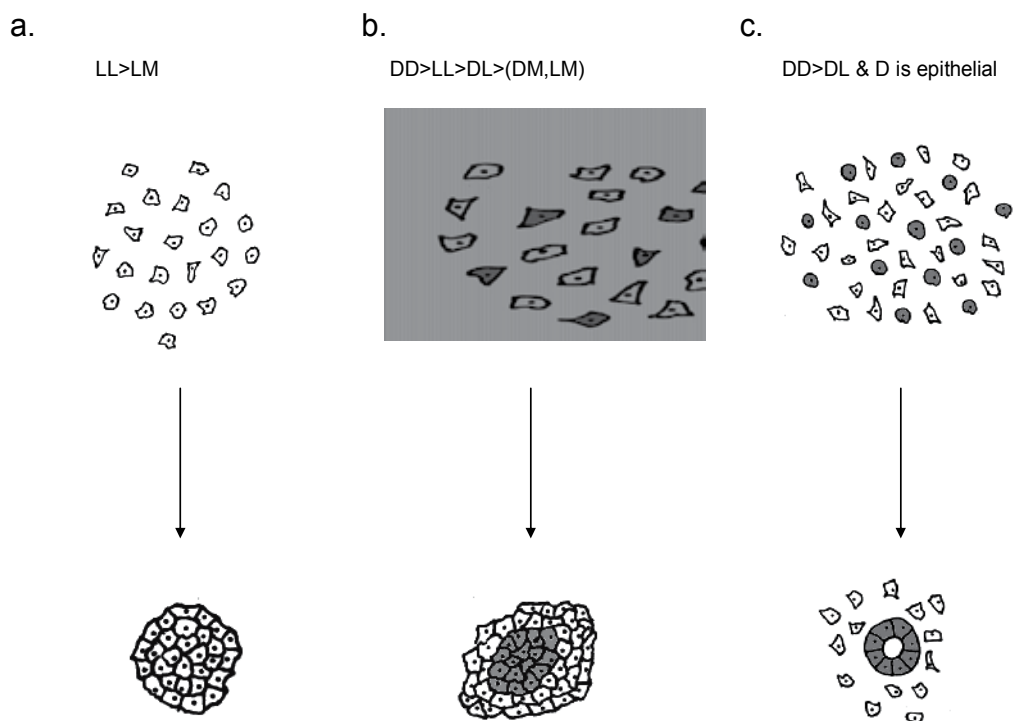 a.
LL>LM
b.
DD>LL>DL>(DM,LM)
c.
DD>DL & D is epithelial